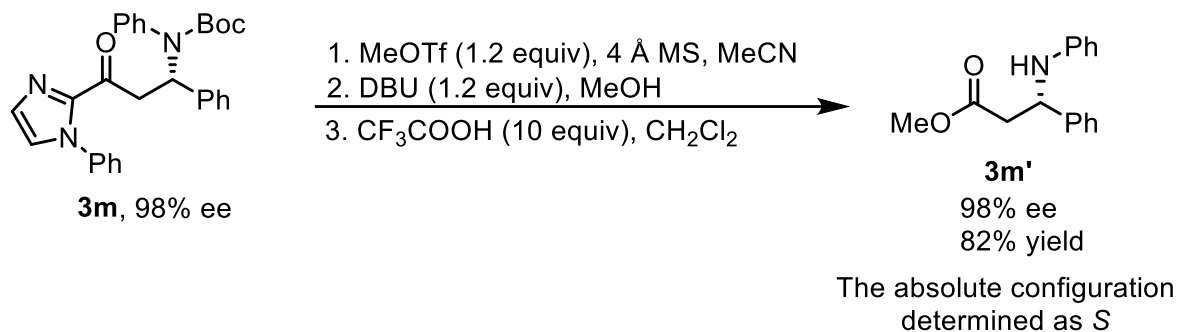 Ph
N
Boc
O
N
N
Ph
Ph
3m, 98% ee
1. MeOTf (1.2 equiv), 4 Å MS, MeCN
2. DBU (1.2 equiv), MeOH
3. CF₃COOH (10 equiv), CH₂Cl₂
O
HN
Ph
MeO
Ph
3m'
98% ee
82% yield
The absolute configuration
determined as S